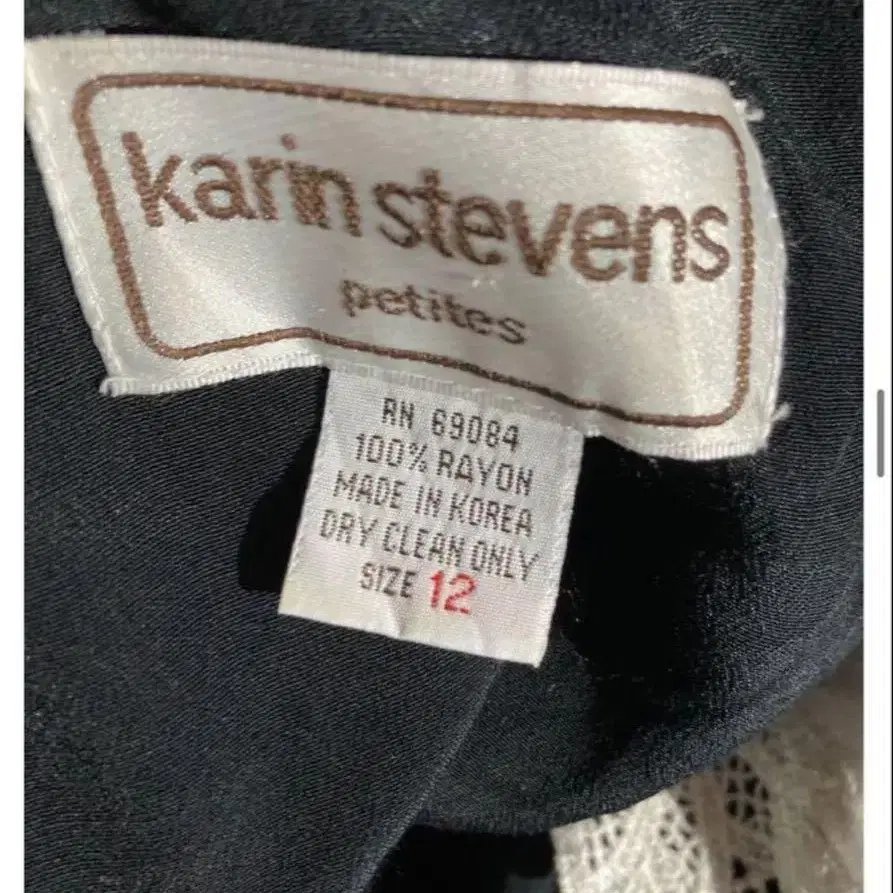 karin stevens
petites
RN 69084
100% RAYON
MADE IN KOREA
DRY CLEAN ONLY
SIZE 12